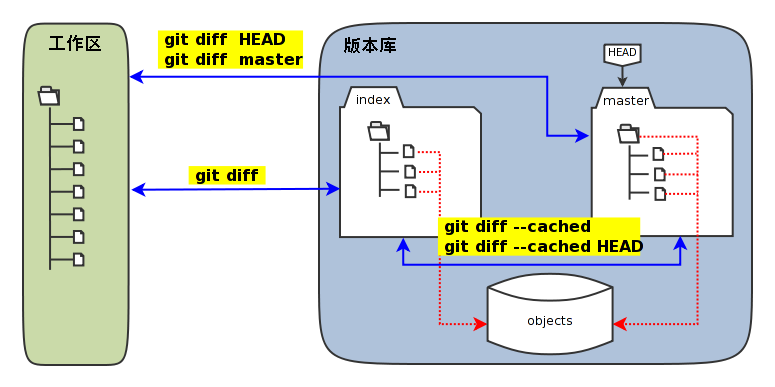 工作区
git diff HEAD
git diff master
版本库
HEAD
index
master
git diff
git diff --cached
git diff --cached HEAD
objects